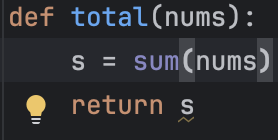 def total(nums):
    s = sum(nums)
    return s